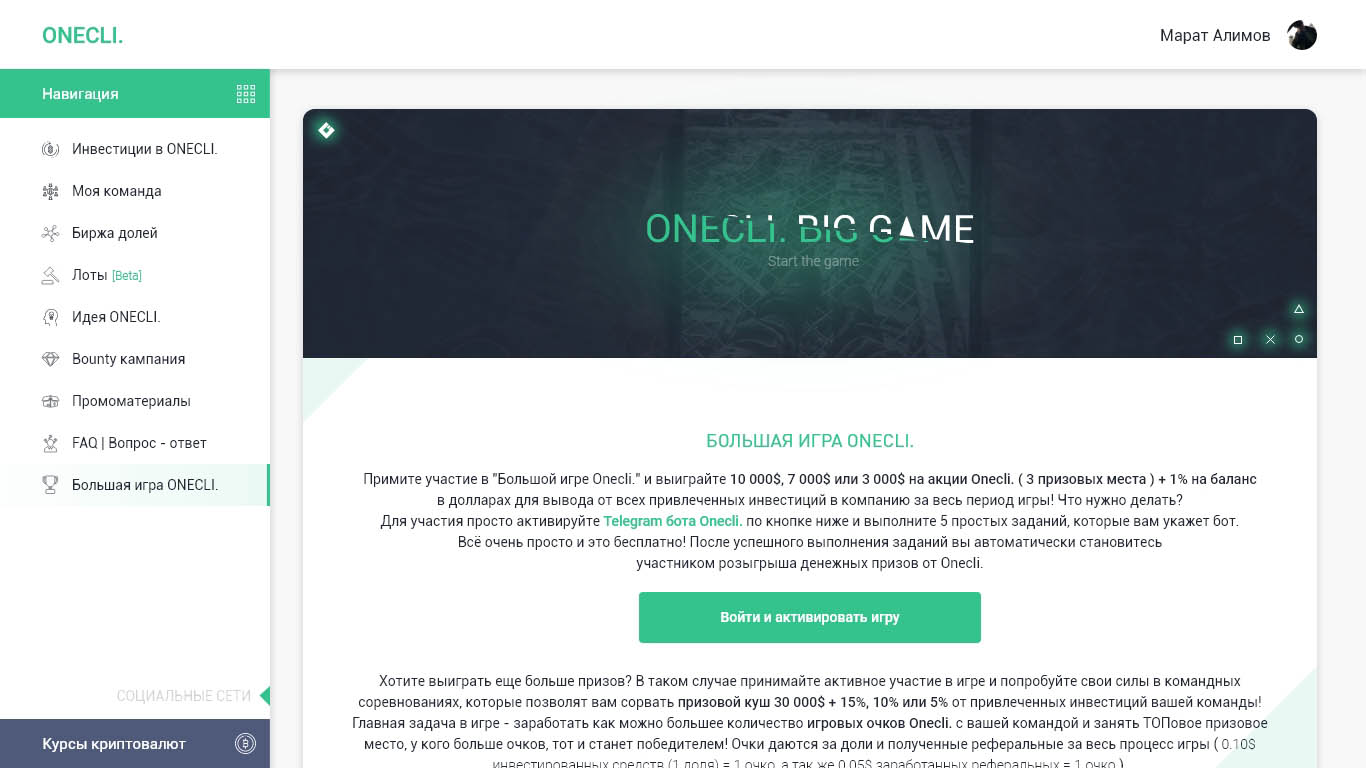 ONECLI.
Марат Алимов
Навигация
Инвестиции в ONECLI.
Моя команда
Биржа долей
Лоты [Beta]
Идея ONECLI.
Bounty кампания
Промоматериалы
FAQ | Вопрос - ответ
Большая игра ONECLI.
СОЦИАЛЬНЫЕ СЕТИ
Курсы криптовалют
ONECLI. BIG GAME
Start the game
БОЛЬШАЯ ИГРА ONECLI.
Примите участие в "Большой игре Onecli." и выиграйте 10 000$, 7 000$ или 3 000$ на акции Onecli. ( 3 призовых места ) + 1% на баланс
в долларах для вывода от всех привлеченных инвестиций в компанию за весь период игры! Что нужно делать?
Для участия просто активируйте Telegram бота Onecli. по кнопке ниже и выполните 5 простых заданий, которые вам укажет бот.
Всё очень просто и это бесплатно! После успешного выполнения заданий вы автоматически становитесь
участником розыгрыша денежных призов от Onecli.
Войти и активировать игру
Хотите выиграть еще больше призов? В таком случае принимайте активное участие в игре и попробуйте свои силы в командных
соревнованиях, которые позволят вам сорвать призовой куш 30 000$ + 15%, 10% или 5% от привлеченных инвестиций вашей команды!
Главная задача в игре - заработать как можно большее количество игровых очков Onecli. с вашей командой и занять ТОПовое призовое
место, у кого больше очков, тот и станет победителем! Очки даются за доли и полученные реферальные за весь процесс игры ( 0.10$
инвестированных средств (1 доля) = 1 очко, а так же 0.05$ заработанных реферальных = 1 очко )